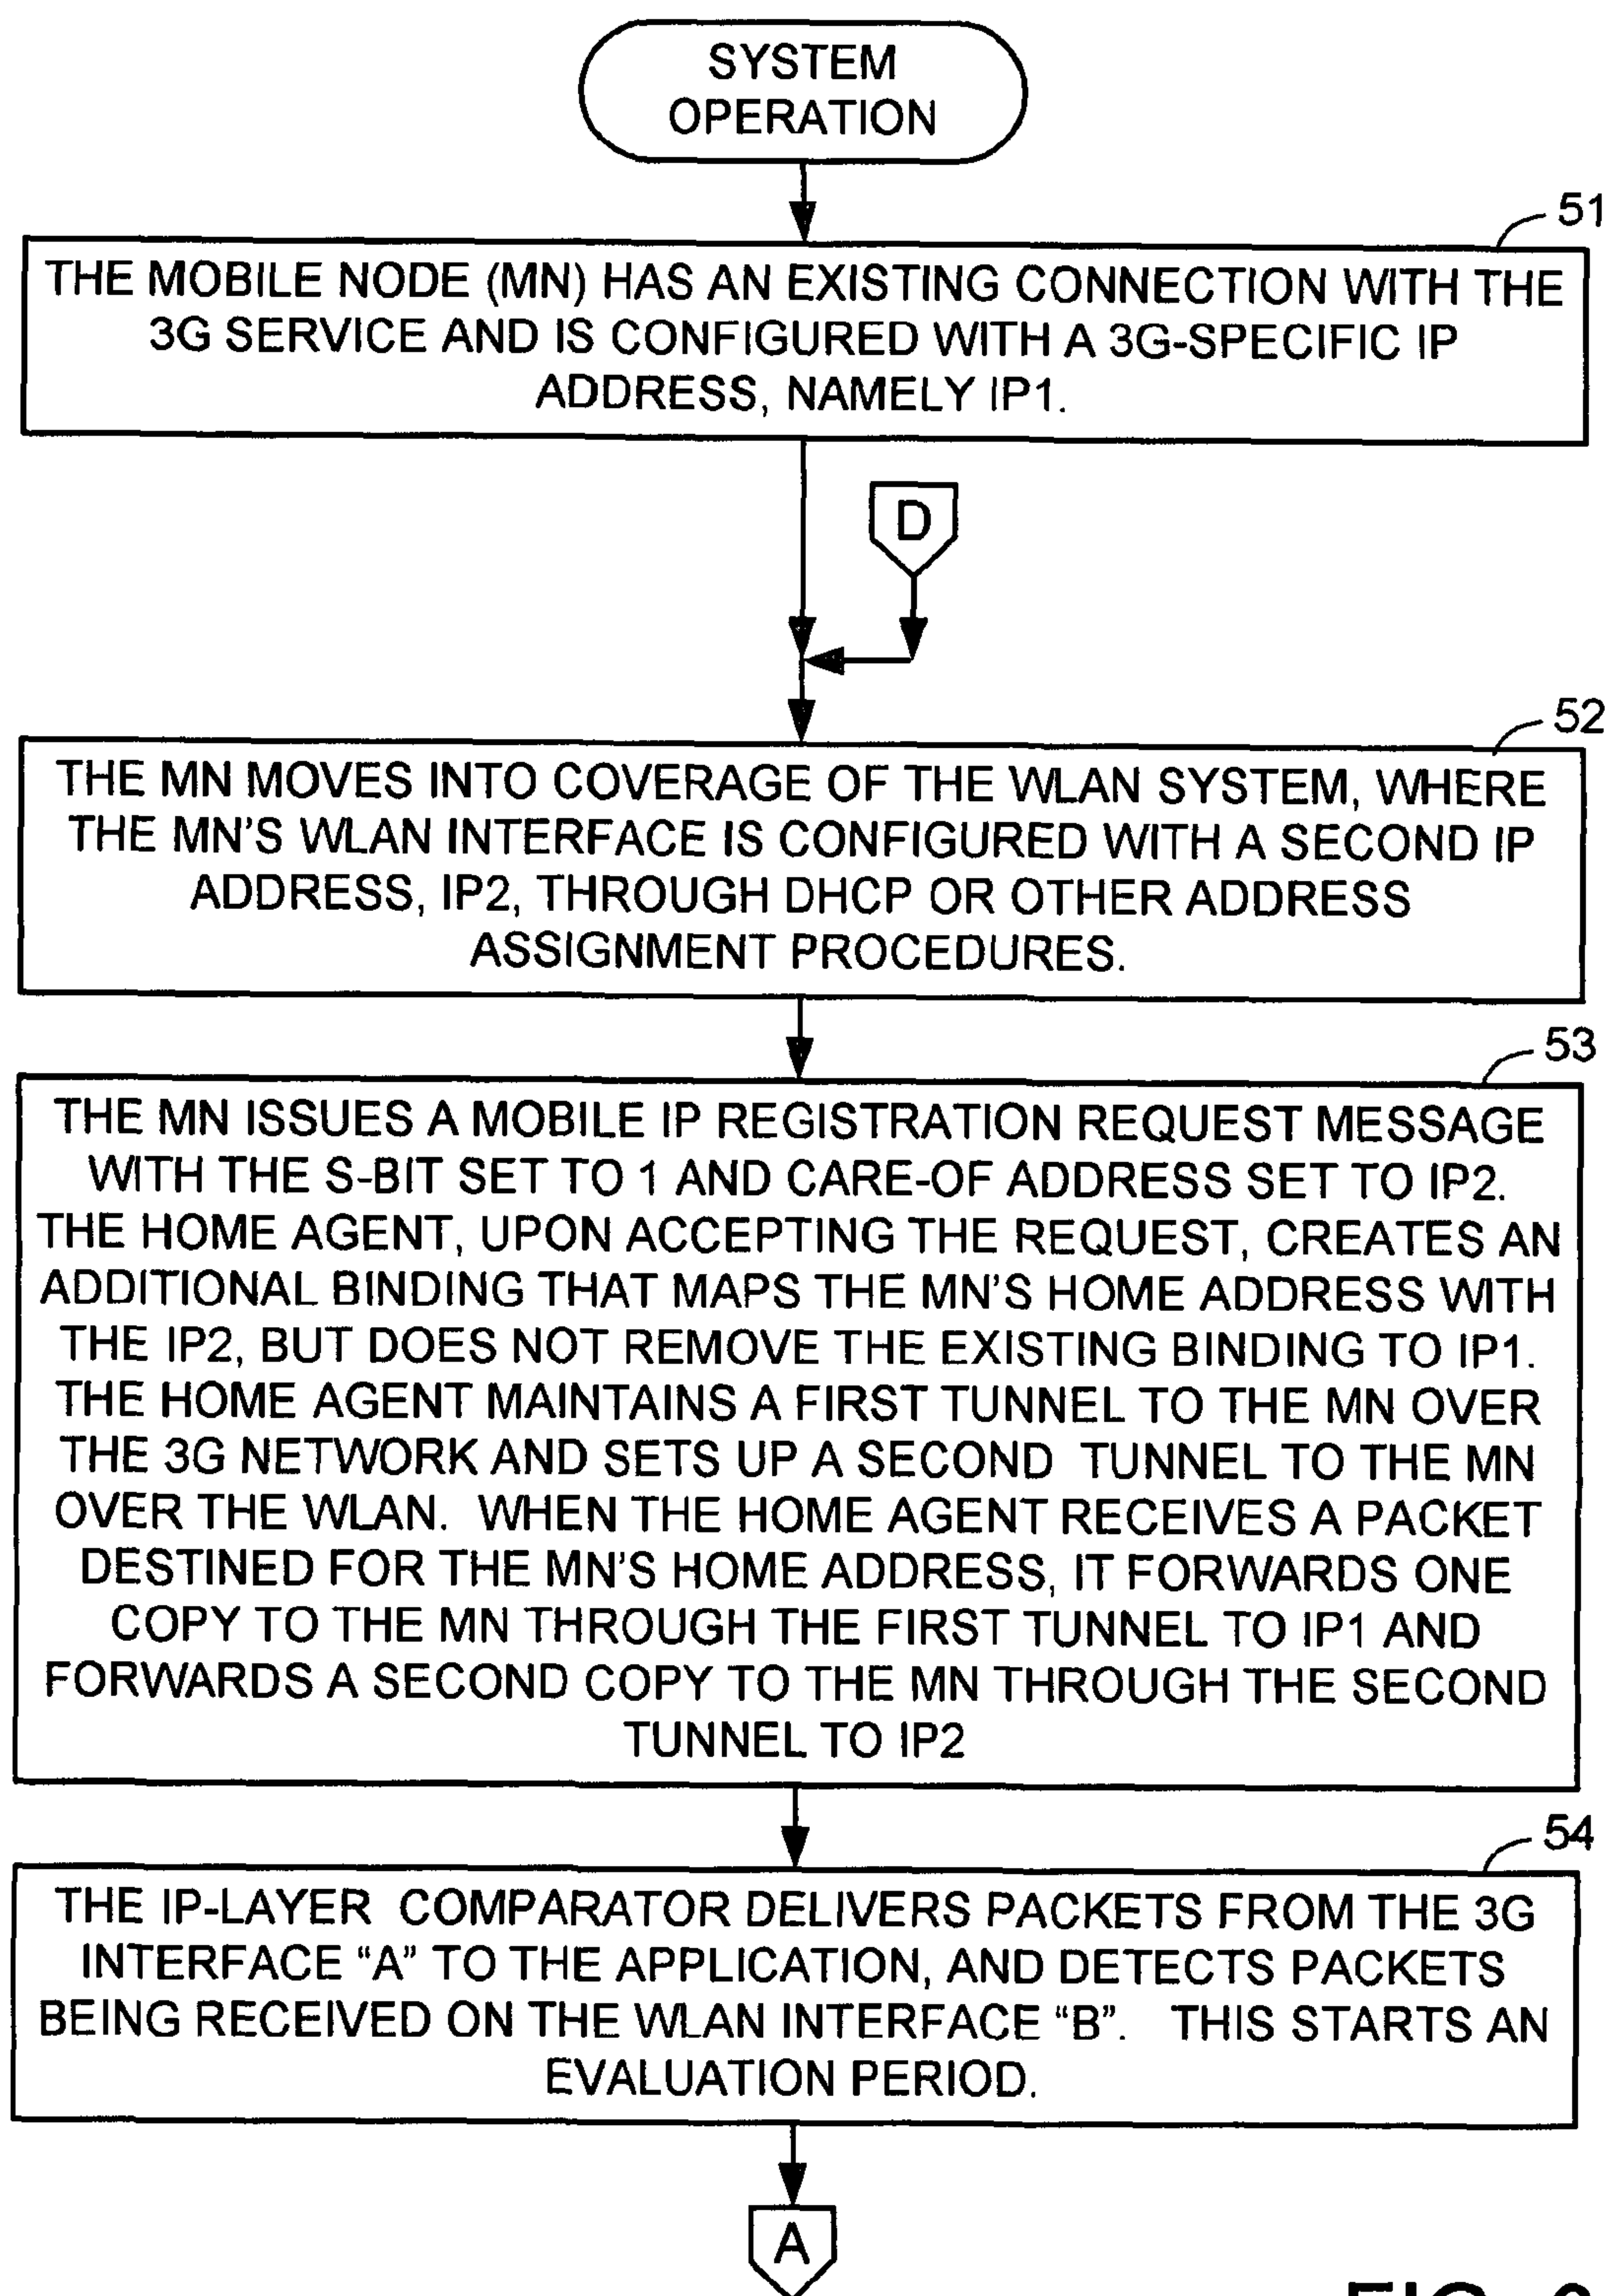 SYSTEM
OPERATION
51
THE MOBILE NODE (MN) HAS AN EXISTING CONNECTION WITH THE
3G SERVICE AND IS CONFIGURED WITH A 3G-SPECIFIC IP
ADDRESS, NAMELY IP1.
D
52
THE MN MOVES INTO COVERAGE OF THE WLAN SYSTEM, WHERE
THE MN'S WLAN INTERFACE IS CONFIGURED WITH A SECOND IP
ADDRESS, IP2, THROUGH DHCP OR OTHER ADDRESS
ASSIGNMENT PROCEDURES.
53
THE MN ISSUES A MOBILE IP REGISTRATION REQUEST MESSAGE
WITH THE S-BIT SET TO 1 AND CARE-OF ADDRESS SET TO IP2.
THE HOME AGENT, UPON ACCEPTING THE REQUEST, CREATES AN
ADDITIONAL BINDING THAT MAPS THE MN'S HOME ADDRESS WITH
THE IP2, BUT DOES NOT REMOVE THE EXISTING BINDING TO IP1.
THE HOME AGENT MAINTAINS A FIRST TUNNEL TO THE MN OVER
THE 3G NETWORK AND SETS UP A SECOND TUNNEL TO THE MN
OVER THE WLAN. WHEN THE HOME AGENT RECEIVES A PACKET
DESTINED FOR THE MN'S HOME ADDRESS, IT FORWARDS ONE
COPY TO THE MN THROUGH THE FIRST TUNNEL TO IP1 AND
FORWARDS A SECOND COPY TO THE MN THROUGH THE SECOND
TUNNEL TO IP2
54
THE IP-LAYER COMPARATOR DELIVERS PACKETS FROM THE 3G
INTERFACE "A" TO THE APPLICATION, AND DETECTS PACKETS
BEING RECEIVED ON THE WLAN INTERFACE "B". THIS STARTS AN
EVALUATION PERIOD.
A